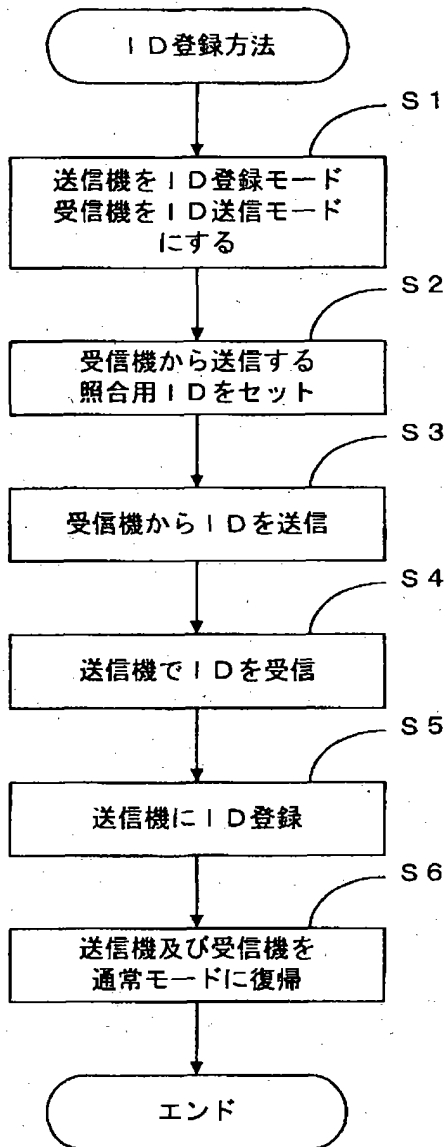 ID登録方法
S1
送信機をID登録モード
受信機をID送信モード
にする
S2
受信機から送信する
照合用IDをセット
S3
受信機からIDを送信
S4
送信機でIDを受信
S5
送信機にID登録
S6
送信機及び受信機を
通常モードに復帰
エンド